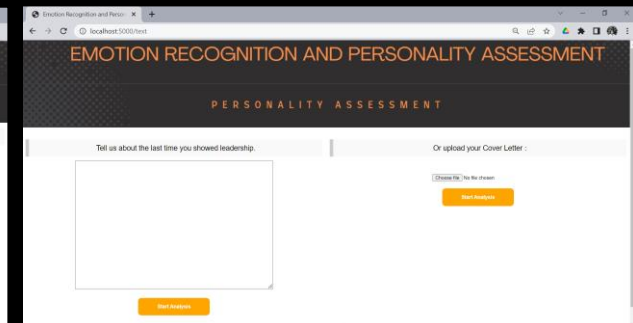 Emotion Recognition and Person
localhost:5000/text
EMOTION RECOGNITION AND PERSONALITY ASSESSMENT
PERSONALITY ASSESSMENT
Tell us about the last time you showed leadership.
Or upload your Cover Letter :
Choose file No file chosen
Start Analysis
Start Analysis